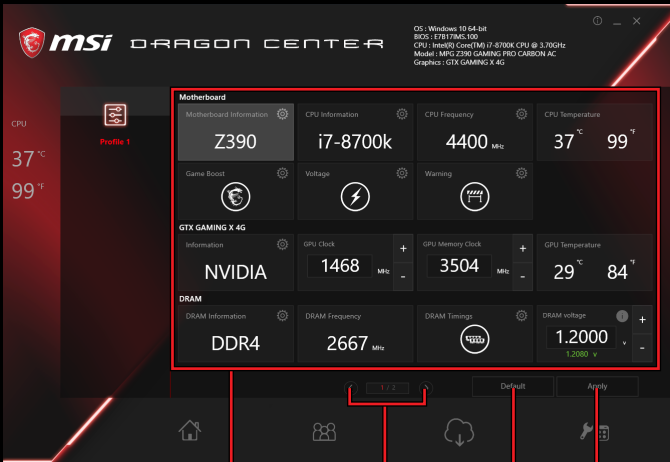 msi DRAGON CENTER
OS : Windows 10 64-bit
BIOS : E7B17IMS.100
CPU : Intel(R) Core(TM) i7-8700K CPU @ 3.70GHz
Model : MPG Z390 GAMING PRO CARBON AC
Graphics : GTX GAMING X 4G
CPU
37 °C
99 °F
Profile 1
Motherboard
Motherboard Information
Z390
CPU Information
i7-8700k
CPU Frequency
4400 MHz
CPU Temperature
37 °C 99 °F
Game Boost
Voltage
Warning
GTX GAMING X 4G
Information
NVIDIA
GPU Clock
1468 MHz + -
GPU Memory Clock
3504 MHz + -
GPU Temperature
29 °C 84 °F
DRAM
DRAM Information
DDR4
DRAM Frequency
2667 MHz
DRAM Timings
DRAM voltage
1.2000 v + -
1.2080 v
1 / 2
Default
Apply